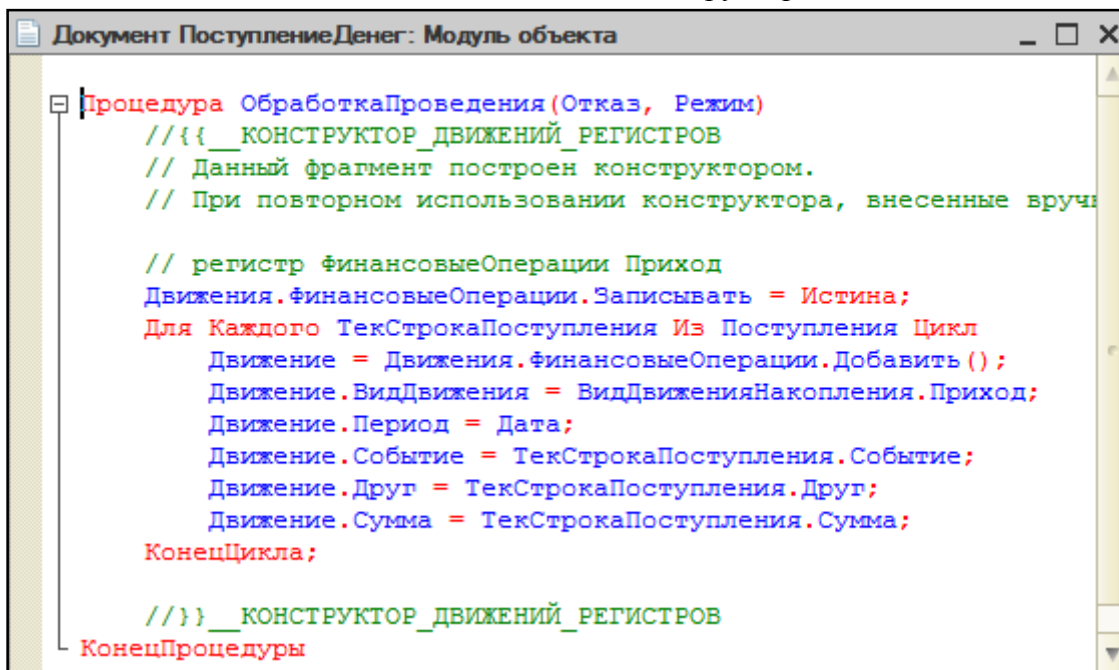 Документ ПоступлениеДенег: Модуль объекта
Процедура ОбработкаПроведения(Отказ, Режим)
//{{__КОНСТРУКТОР_ДВИЖЕНИЙ_РЕГИСТРОВ
// Данный фрагмент построен конструктором.
// При повторном использовании конструктора, внесенные
// регистр ФинансовыеОперации Приход
Движения.ФинансовыеОперации.Записывать = Истина;
Для Каждого ТекСтрокаПоступления Из Поступления Цикл
Движение = Движения.ФинансовыеОперации.Добавить();
Движение.ВидДвижения = ВидДвиженияНакопления.Приход;
Движение.Период = Дата;
Движение.Событие = ТекСтрокаПоступления.Событие;
Движение.Друг = ТекСтрокаПоступления.Друг;
Движение.Сумма = ТекСтрокаПоступления.Сумма;
КонецЦикла;
//}}__КОНСТРУКТОР_ДВИЖЕНИЙ_РЕГИСТРОВ
КонецПроцедуры